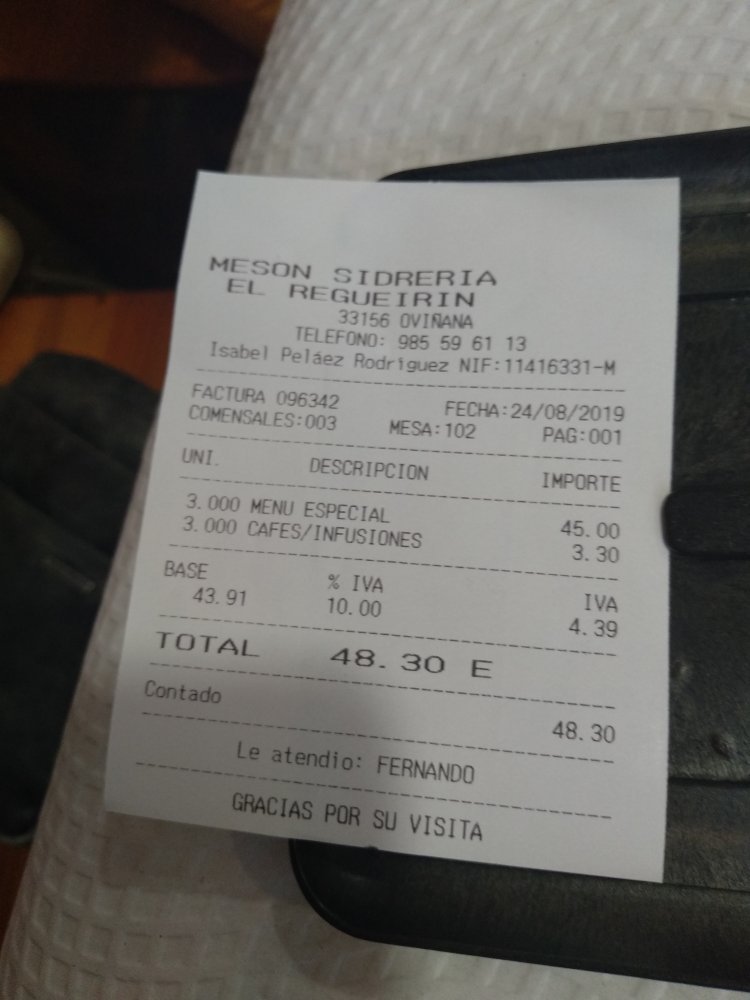 MESON SIDRERIA
EL REGUEIRIN
33156 OVIÑANA
TELEFONO: 985 59 61 13
Isabel Peláez Rodríguez NIF:11416331-M
FACTURA 096342 FECHA:24/08/2019
COMENSALES:003 MESA:102 PAG:001
UNI. DESCRIPCION IMPORTE
3.000 MENU ESPECIAL 45.00
3.000 CAFES/INFUSIONES 3.30
BASE % IVA IVA
43.91 10.00 4.39
TOTAL 48.30 E
Contado 48.30
Le atendio: FERNANDO
GRACIAS POR SU VISITA